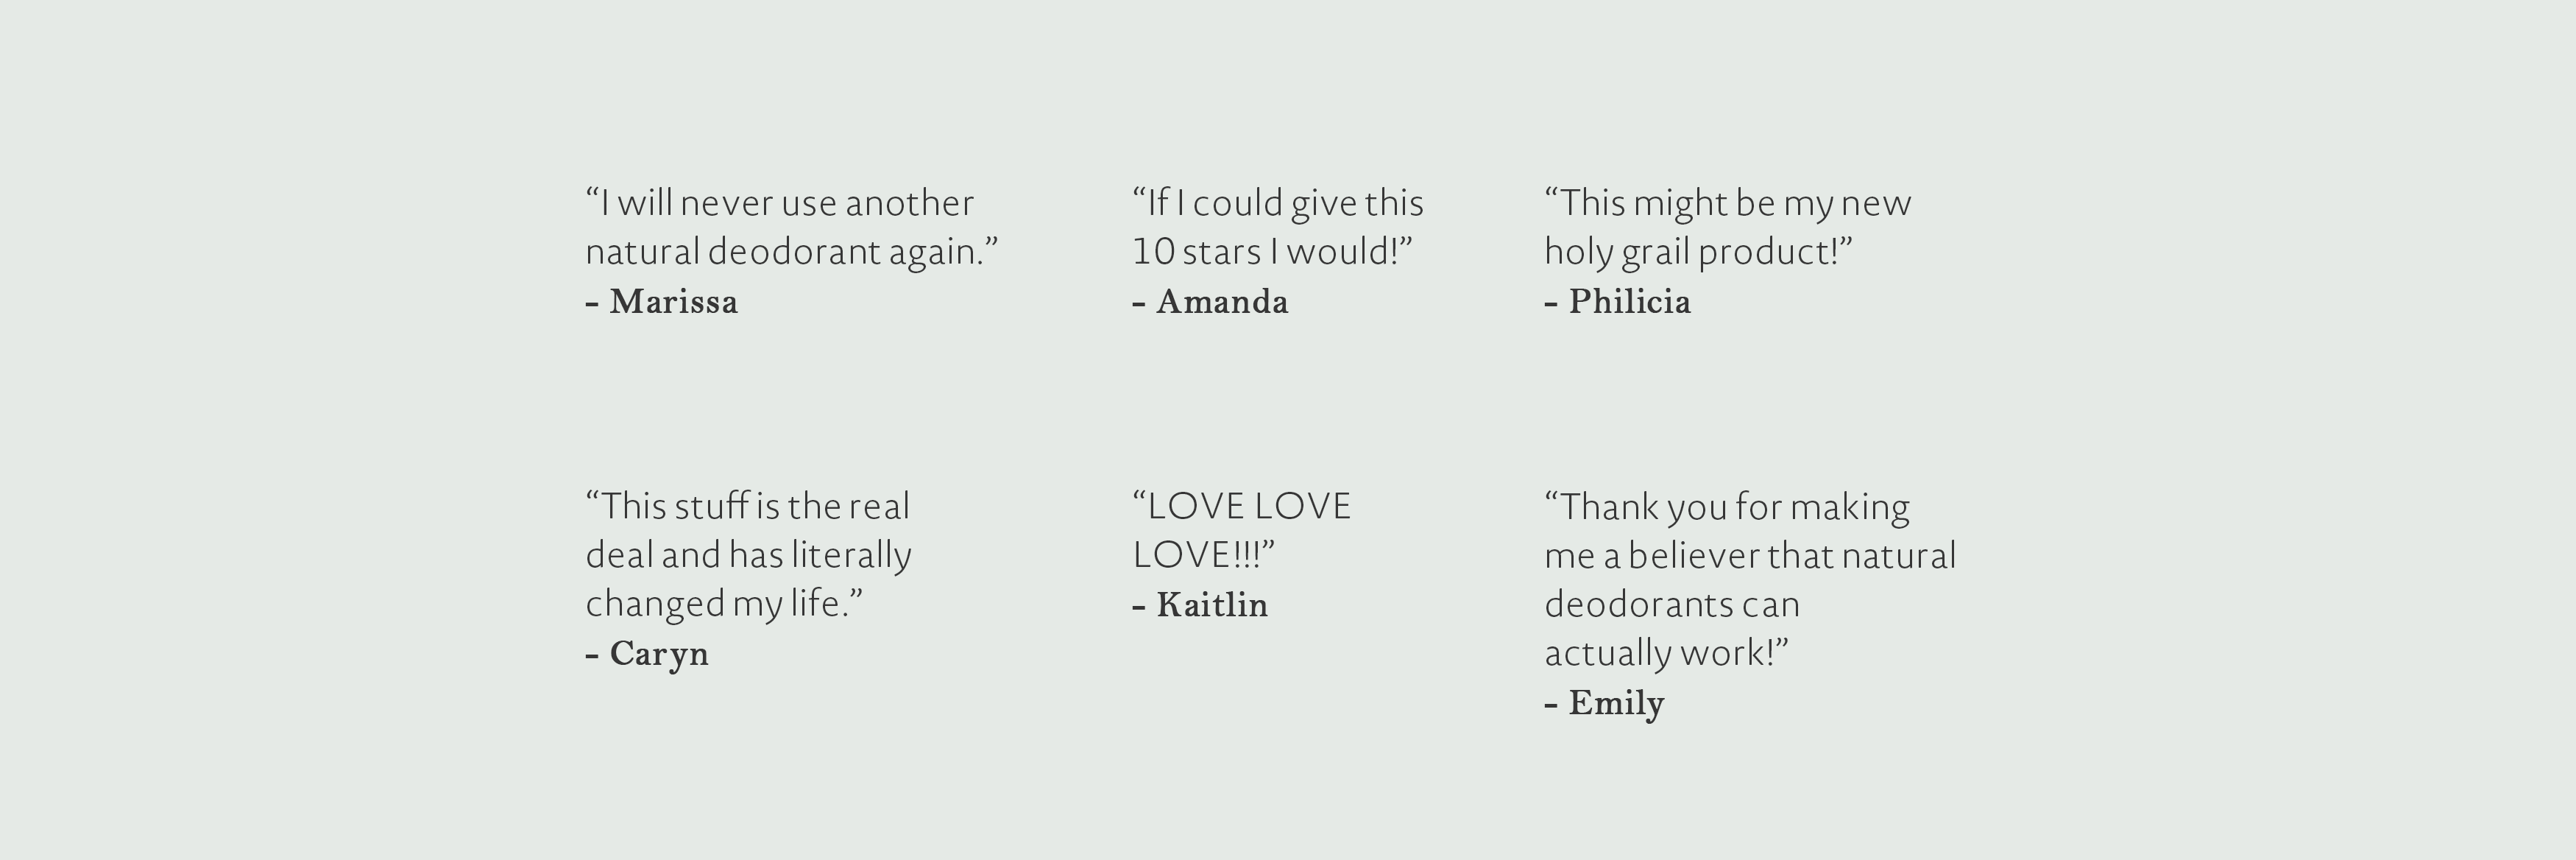 “I will never use another
natural deodorant again.”
- Marissa
“If I could give this
10 stars I would!”
- Amanda
“This might be my new
holy grail product!”
- Philicia
“This stuff is the real
deal and has literally
changed my life.”
- Caryn
“LOVE LOVE
LOVE!!!”
- Kaitlin
“Thank you for making
me a believer that natural
deodorants can
actually work!”
- Emily